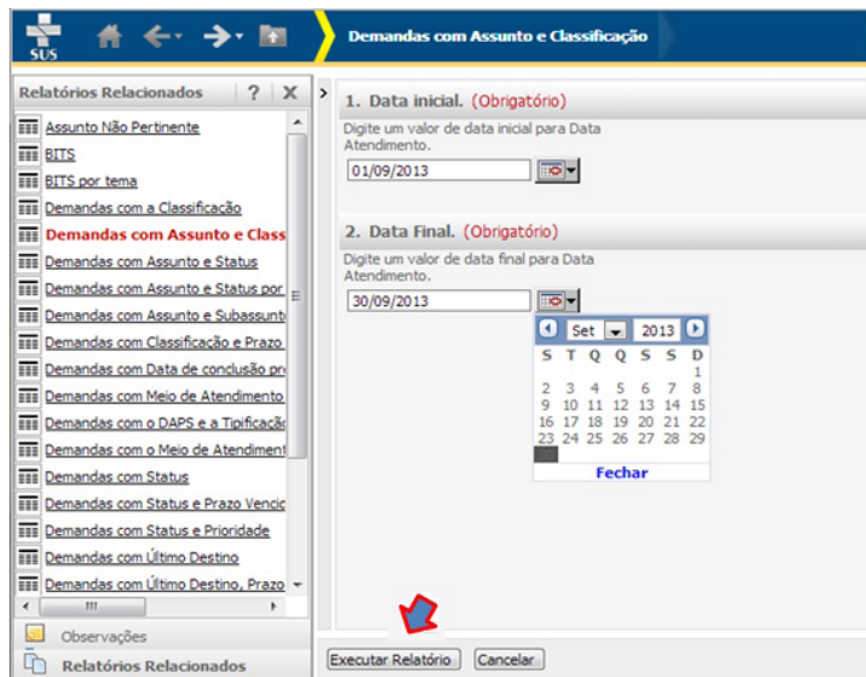 SUS
Demandas com Assunto e Classificação
Relatórios Relacionados ? X
Assunto Não Pertinente
BITS
BITS por tema
Demandas com a Classificação
Demandas com Assunto e Class
Demandas com Assunto e Status
Demandas com Assunto e Status por
Demandas com Assunto e Subassunt
Demandas com Classificação e Prazo
Demandas com Data de conclusão pr
Demandas com Meio de Atendimento
Demandas com o DAPS e a Tipificaçã
Demandas com o Meio de Atendiment
Demandas com Status
Demandas com Status e Prazo Vencid
Demandas com Status e Prioridade
Demandas com Último Destino
Demandas com Último Destino, Prazo
Observações
Relatórios Relacionados
1. Data inicial. (Obrigatório)
Digite um valor de data inicial para Data
Atendimento.
01/09/2013
2. Data Final. (Obrigatório)
Digite um valor de data final para Data
Atendimento.
30/09/2013
Set 2013
S T Q Q S S D
1
2 3 4 5 6 7 8
9 10 11 12 13 14 15
16 17 18 19 20 21 22
23 24 25 26 27 28 29
30
Fechar
Executar Relatório Cancelar